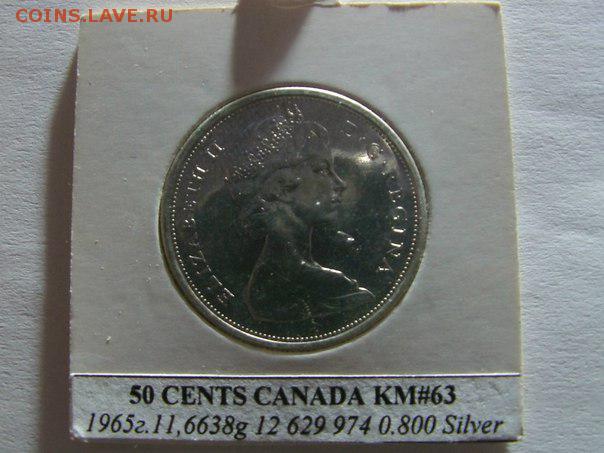 COINS.LAVE.RU
ELIZABETH II D·G·REGINA
50 CENTS CANADA KM#63
1965г.11,6638g 12 629 974 0.800 Silver